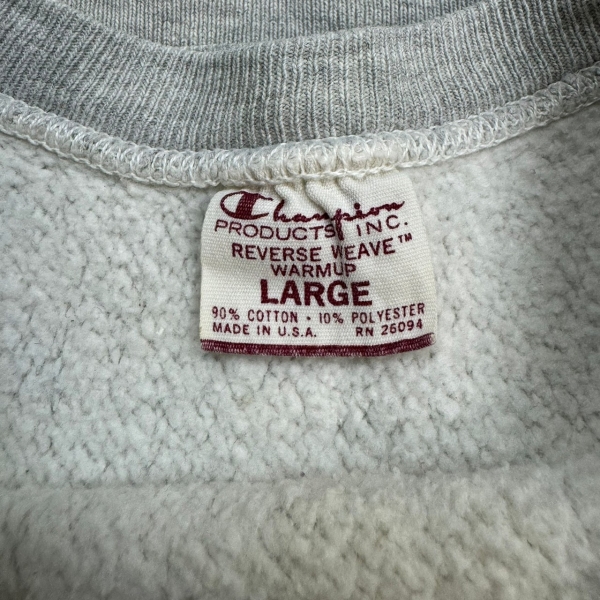 Champion
PRODUCTS INC.
REVERSE WEAVE™
WARMUP
LARGE
90% COTTON • 10% POLYESTER
MADE IN U.S.A. RN 26094